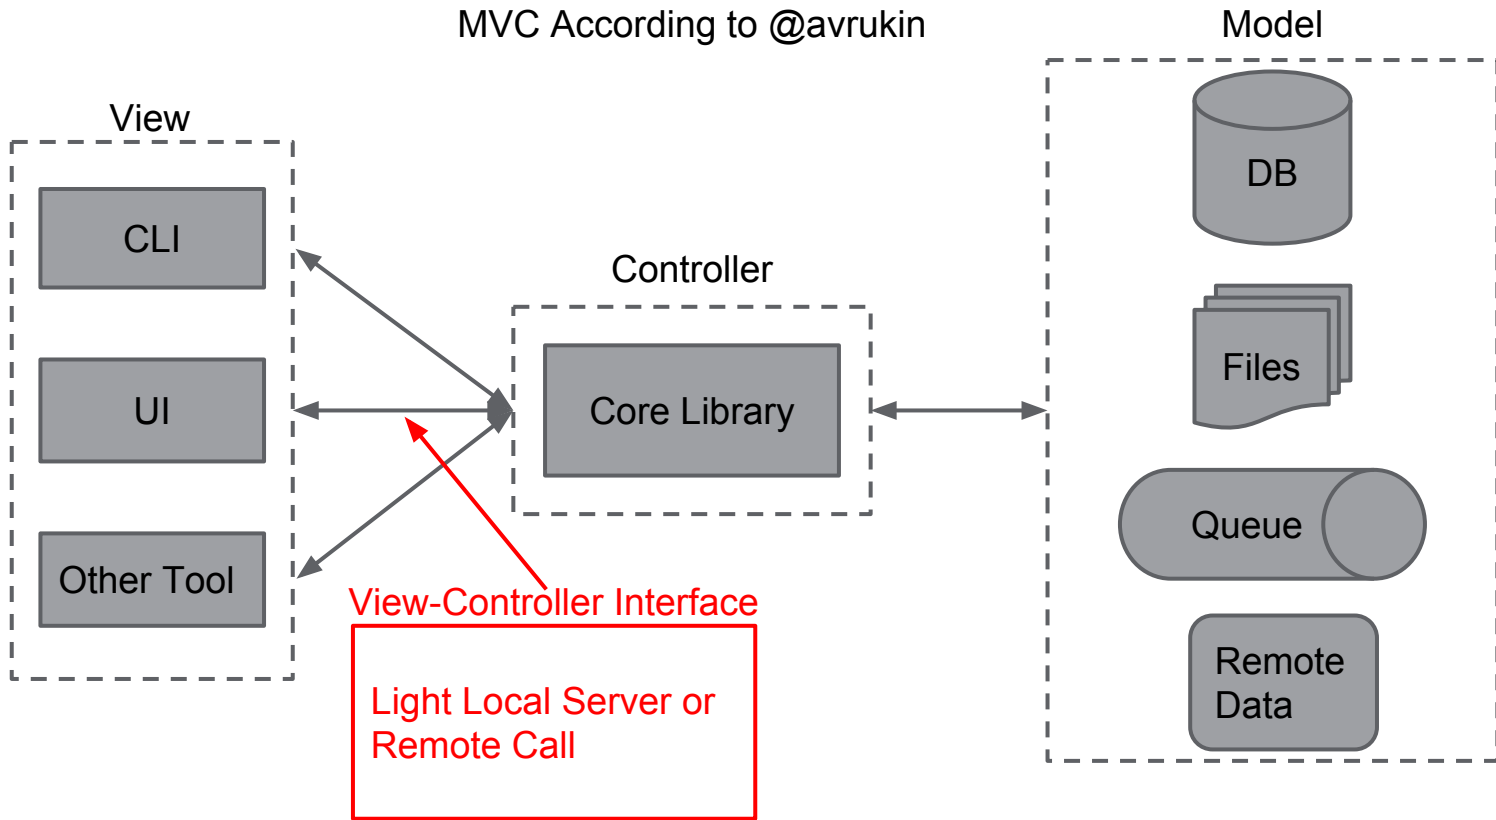 MVC According to @avrukin
Model
View
DB
CLI
Controller
Files
UI
Core Library
Queue
Other Tool
View-Controller Interface
Light Local Server or
Remote Call
Remote
Data